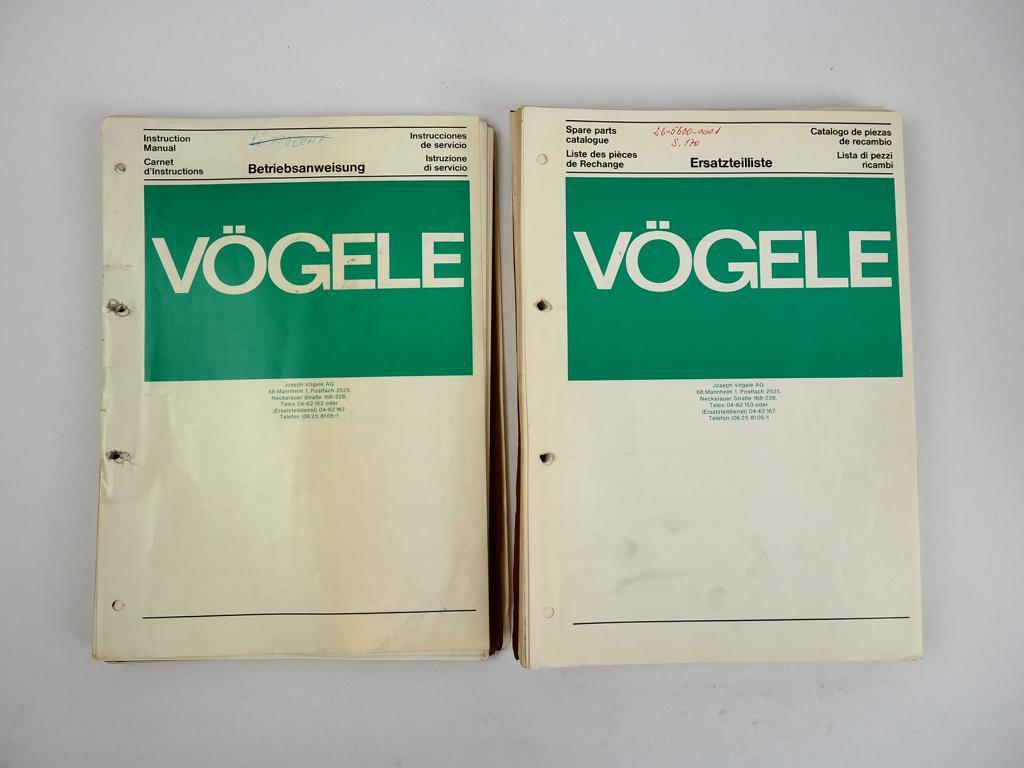 Instruction
Manual
Carnet
d'Instructions
Betriebsanweisung
Instrucciones
de servicio
Istruzione
di servicio
VÖGELE
Joseph Vögele AG
68 Mannheim 1, Postfach 2525,
Neckarauer Straße 168-228,
Telex 04-62 153 oder
(Ersatzteildienst) 04-62 167
Telefon (06 21) 81 05-1
Spare parts
catalogue
Liste des pièces
de Rechange
26-5600-0001
S. 170
Ersatzteilliste
Catalogo de piezas
de recambio
Lista di pezzi
ricambi
VÖGELE
Joseph Vögele AG
68 Mannheim 1, Postfach 2525,
Neckarauer Straße 168-228,
Telex 04-62 153 oder
(Ersatzteildienst) 04-62 167
Telefon (06 21) 81 05-1